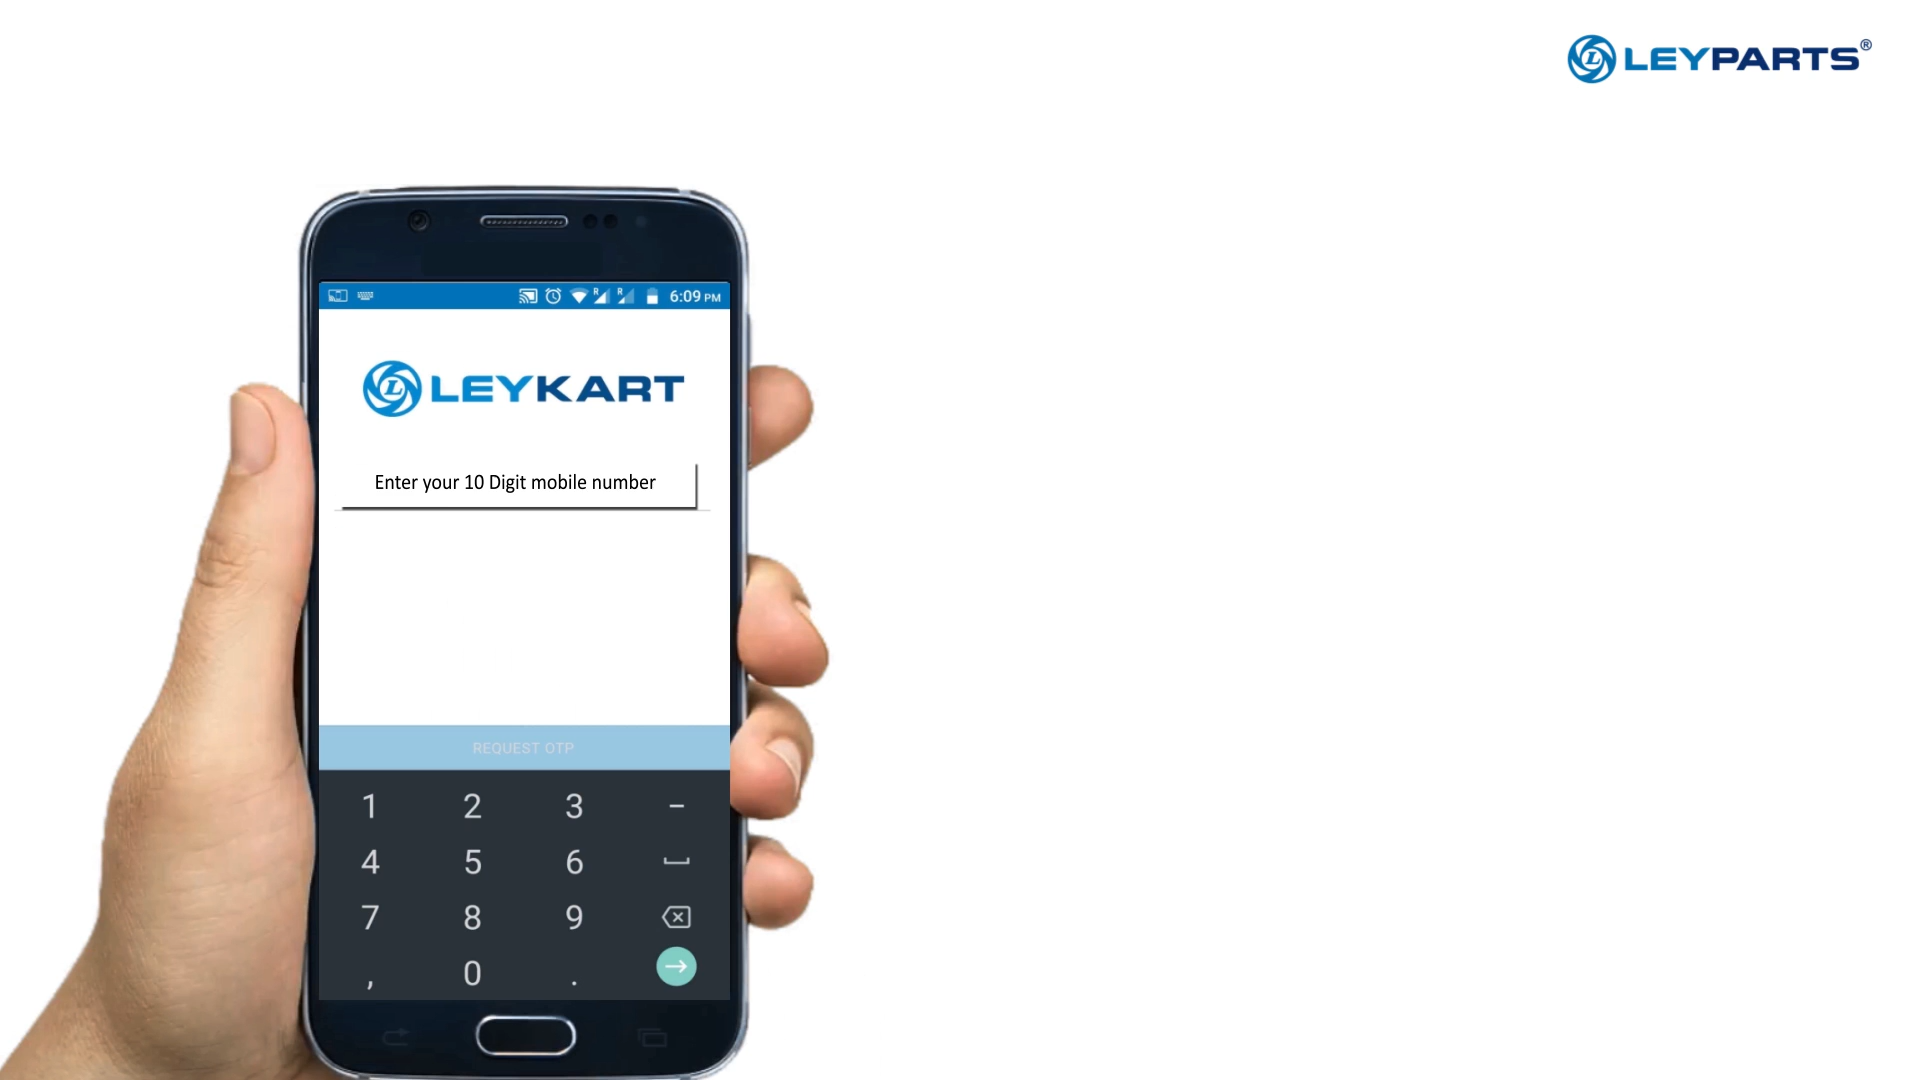 LEYPARTS®
R R 6:09 PM
L LEYKART
Enter your 10 Digit mobile number
REQUEST OTP
1 2 3 -
4 5 6
7 8 9
, 0 .